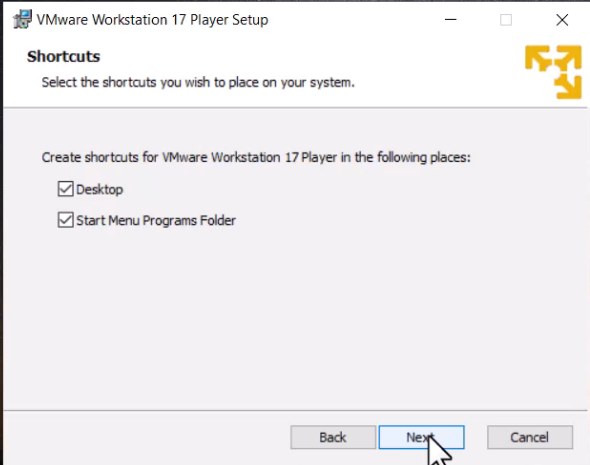 VMware Workstation 17 Player Setup
Shortcuts
Select the shortcuts you wish to place on your system.
Create shortcuts for VMware Workstation 17 Player in the following places:
Desktop
Start Menu Programs Folder
Back Next Cancel